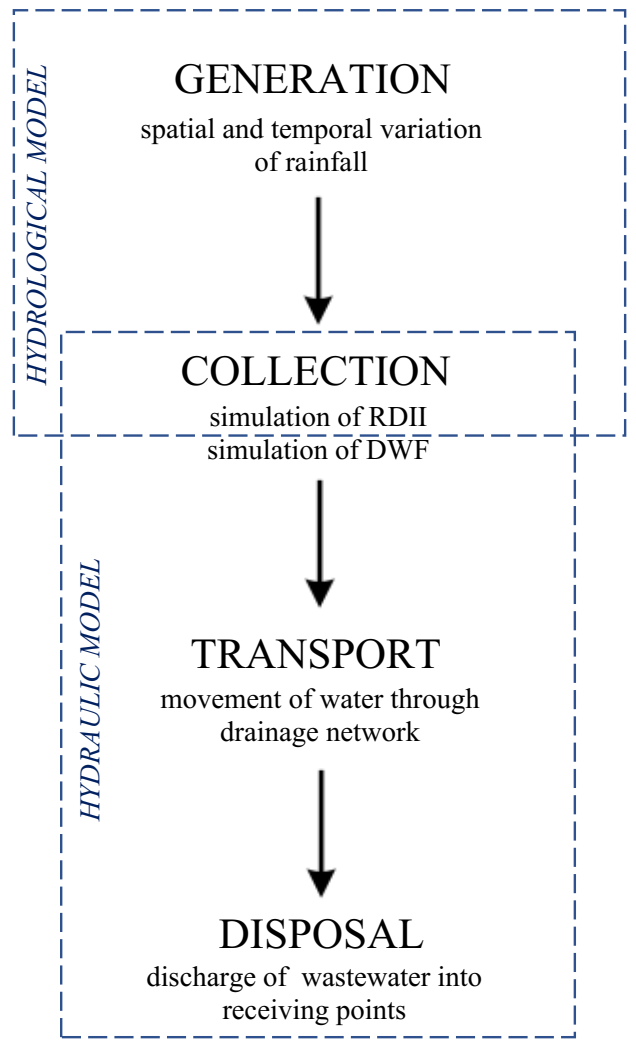 HYDROLOGICAL MODEL
GENERATION
spatial and temporal variation
of rainfall
COLLECTION
simulation of RDII
simulation of DWF
HYDRAULIC MODEL
TRANSPORT
movement of water through
drainage network
DISPOSAL
discharge of wastewater into
receiving points